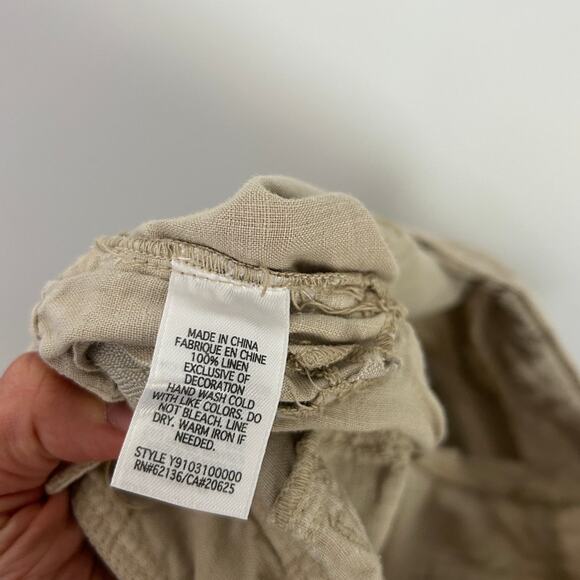 MADE IN CHINA
FABRIQUE EN CHINE
100% LINEN
EXCLUSIVE OF
DECORATION
HAND WASH COLD
WITH LIKE COLORS. DO
NOT BLEACH. LINE
DRY. WARM IRON IF
NEEDED.
STYLE Y9103100000
RN#62136/CA#20625